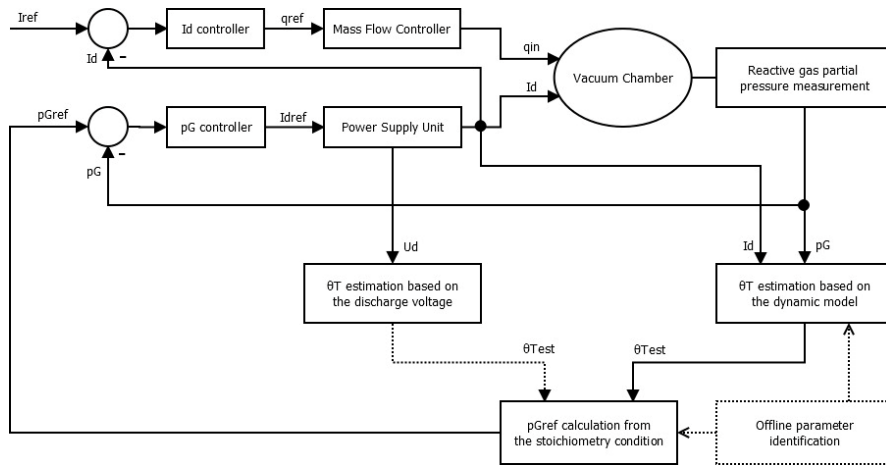 Iref
Id controller
qref
Mass Flow Controller
qin
Id
-
Vacuum Chamber
Reactive gas partial
pressure measurement
Id
pGref
pG controller
Idref
Power Supply Unit
-
pG
Ud
Id
pG
θT estimation based on
the discharge voltage
θT estimation based on
the dynamic model
θTest
θTest
pGref calculation from
the stoichiometry condition
Offline parameter
identification